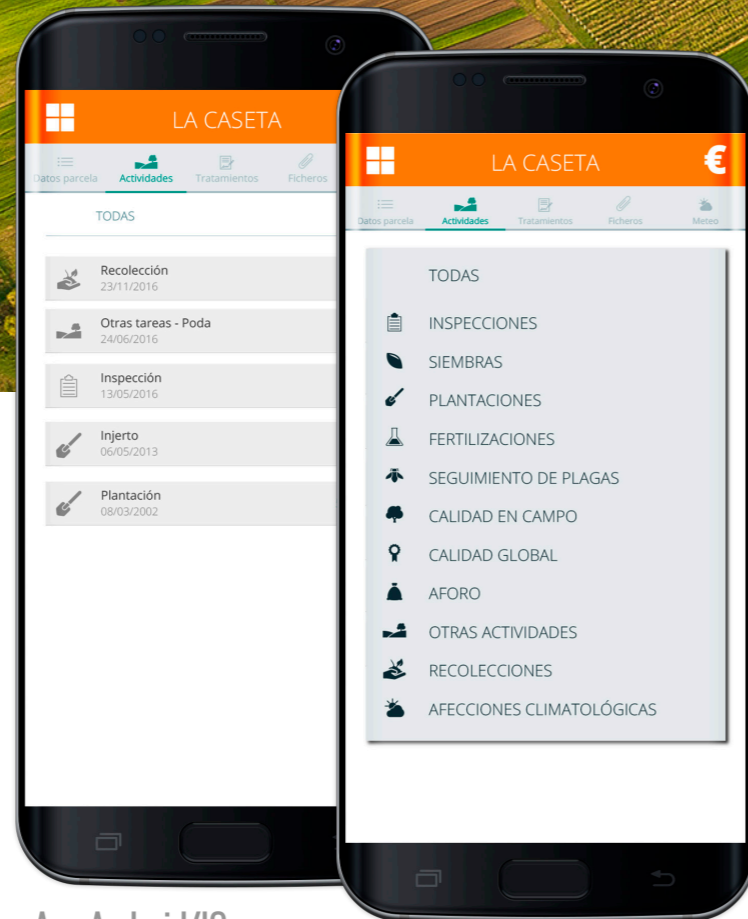 LA CASETA
Datos parcela Actividades Tratamientos Ficheros
TODAS
Recolección
23/11/2016
Otras tareas - Poda
24/06/2016
Inspección
13/05/2016
Injerto
06/05/2013
Plantación
08/03/2002
LA CASETA €
Datos parcela Actividades Tratamientos Ficheros Meteo
TODAS
INSPECCIONES
SIEMBRAS
PLANTACIONES
FERTILIZACIONES
SEGUIMIENTO DE PLAGAS
CALIDAD EN CAMPO
CALIDAD GLOBAL
AFORO
OTRAS ACTIVIDADES
RECOLECCIONES
AFECCIONES CLIMATOLÓGICAS